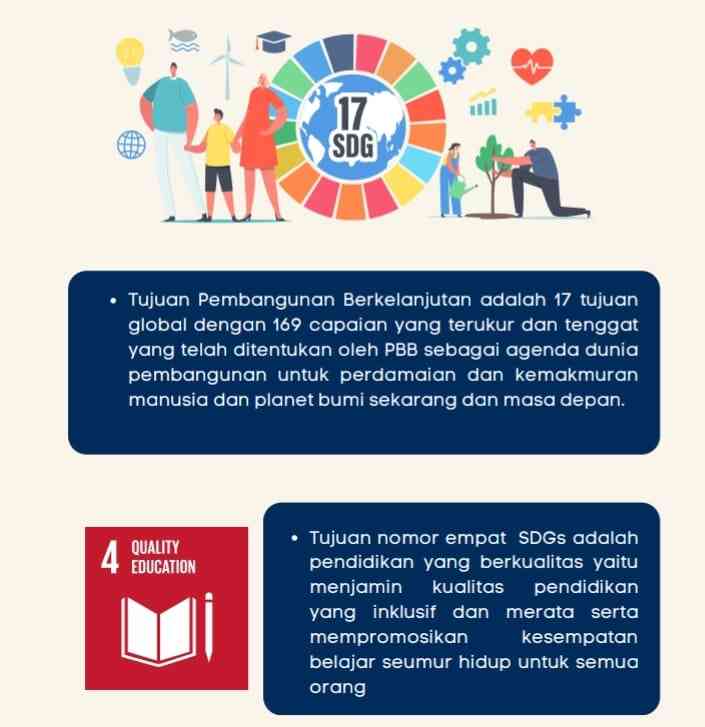 17
SDG
• Tujuan Pembangunan Berkelanjutan adalah 17 tujuan
global dengan 169 capaian yang terukur dan tenggat
yang telah ditentukan oleh PBB sebagai agenda dunia
pembangunan untuk perdamaian dan kemakmuran
manusia dan planet bumi sekarang dan masa depan.
4 QUALITY
EDUCATION
• Tujuan nomor empat SDGs adalah
pendidikan yang berkualitas yaitu
menjamin kualitas pendidikan
yang inklusif dan merata serta
mempromosikan kesempatan
belajar seumur hidup untuk semua
orang